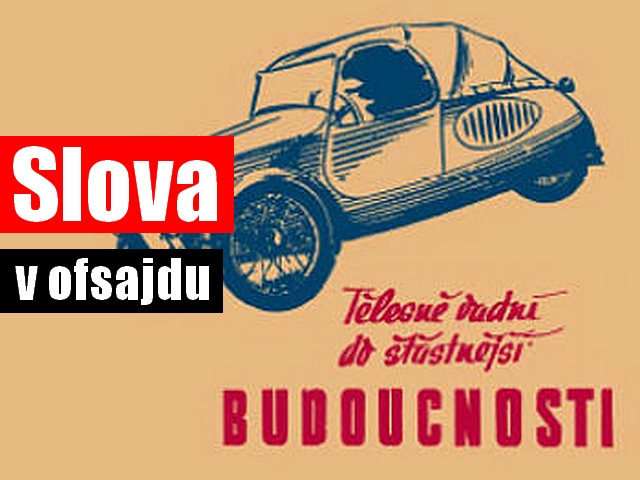 Slova
v ofsajdu
Tělesně vadní
do šťastnější
BUDOUCNOSTI